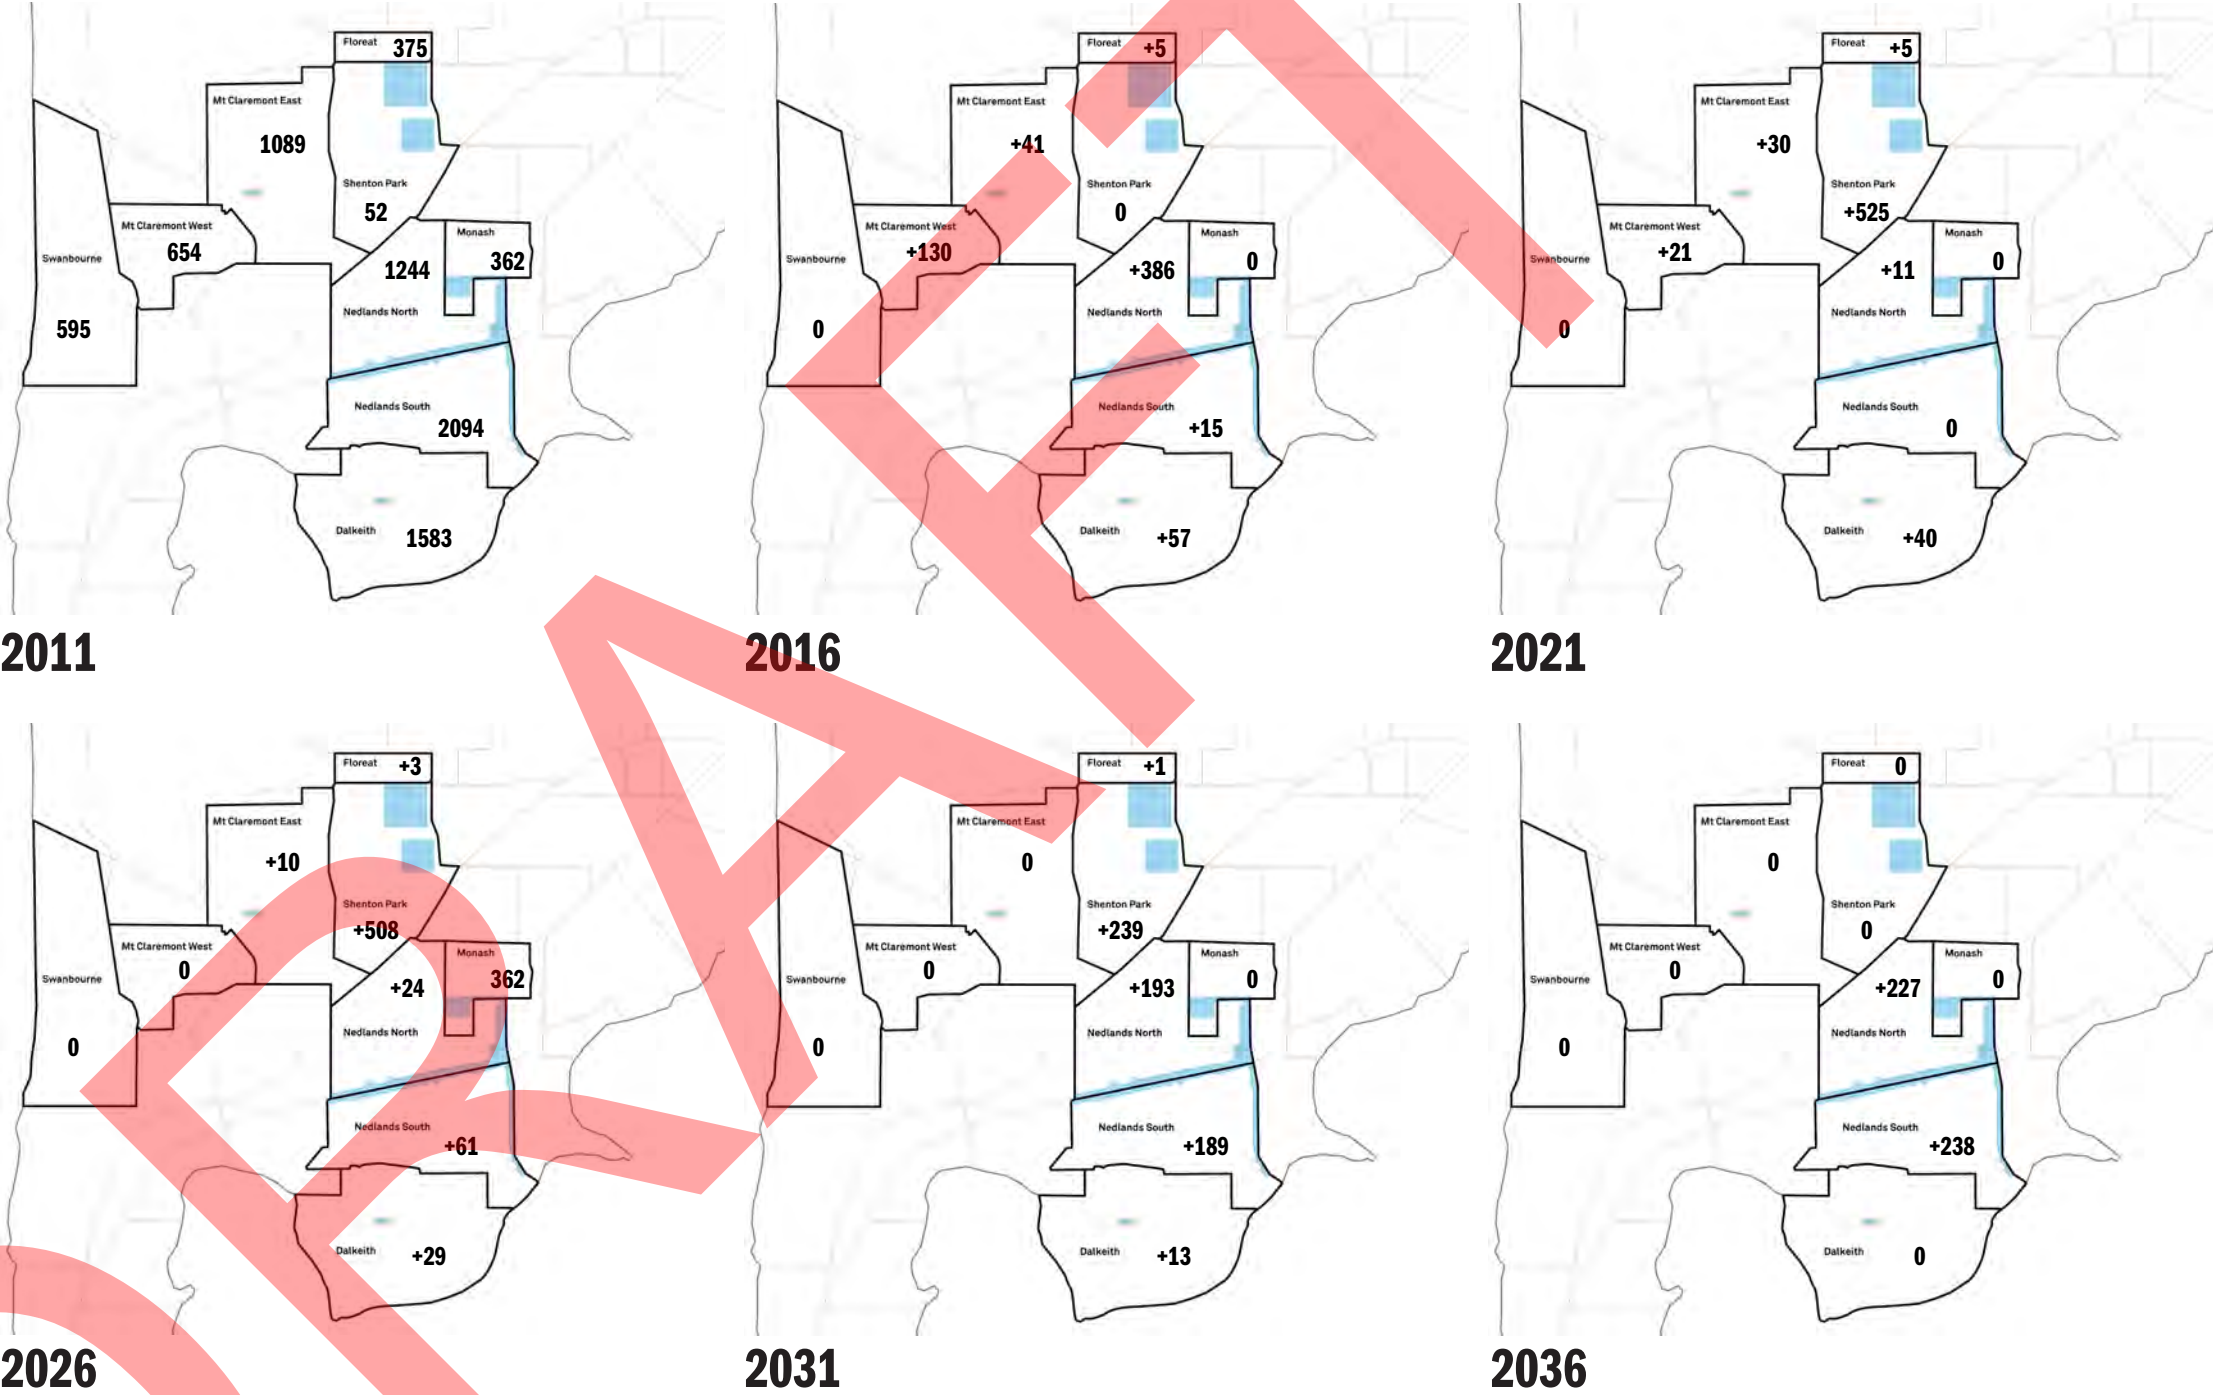 Floreat 375
Mt Claremont East
1089
Shenton Park
52
Mt Claremont West
654
Monash
362
Swanbourne
595
1244
Nedlands North
Nedlands South
2094
Dalkeith 1583
2011
Floreat +5
Mt Claremont East
+41
Shenton Park
0
Mt Claremont West
+130
Monash
0
Swanbourne
0
+386
Nedlands North
Nedlands South
+15
Dalkeith +57
2016
Floreat +5
Mt Claremont East
+30
Shenton Park
+525
Mt Claremont West
+21
Monash
0
Swanbourne
0
+11
Nedlands North
Nedlands South
0
Dalkeith +40
2021
Floreat +3
Mt Claremont East
+10
Shenton Park
+508
Mt Claremont West
0
Monash
362
Swanbourne
0
+24
Nedlands North
Nedlands South
+61
Dalkeith +29
2026
Floreat +1
Mt Claremont East
0
Shenton Park
+239
Mt Claremont West
0
Monash
0
Swanbourne
0
+193
Nedlands North
Nedlands South
+189
Dalkeith +13
2031
Floreat 0
Mt Claremont East
0
Shenton Park
0
Mt Claremont West
0
Monash
0
Swanbourne
0
+227
Nedlands North
Nedlands South
+238
Dalkeith 0
2036
DRAFT